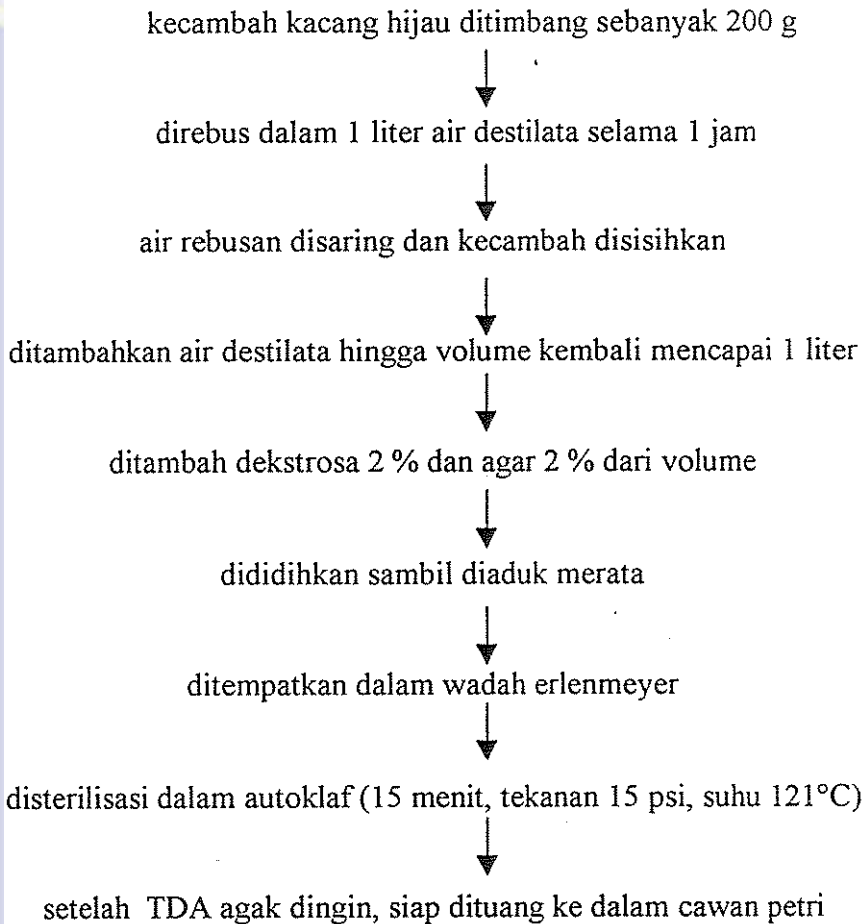 kecambah kacang hijau ditimbang sebanyak 200 g
direbus dalam 1 liter air destilata selama 1 jam
air rebusan disaring dan kecambah disisihkan
ditambahkan air destilata hingga volume kembali mencapai 1 liter
ditambah dekstrosa 2 % dan agar 2 % dari volume
dididihkan sambil diaduk merata
ditempatkan dalam wadah erlenmeyer
disterilisasi dalam autoklaf (15 menit, tekanan 15 psi, suhu 121°C)
setelah TDA agak dingin, siap dituang ke dalam cawan petri